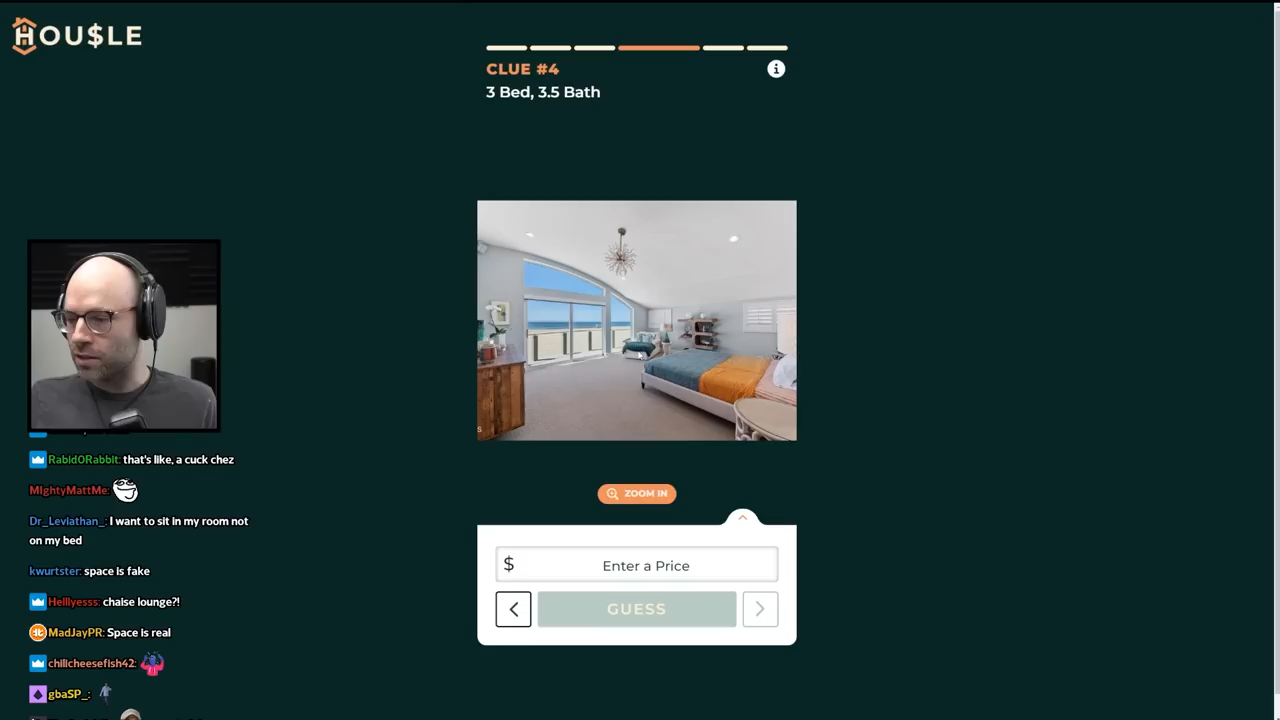 HOU$LE
CLUE #4
3 Bed, 3.5 Bath
ZOOM IN
$ Enter a Price
GUESS
RabidORabbit: that's like, a cuck chez
MIghtyMattMe:
Dr_Leviathan_: I want to sit in my room not
on my bed
kwurtster: space is fake
Helllyesss: chaise lounge?!
MadJayPR: Space is real
chilicheesefish42:
gbaSP_: